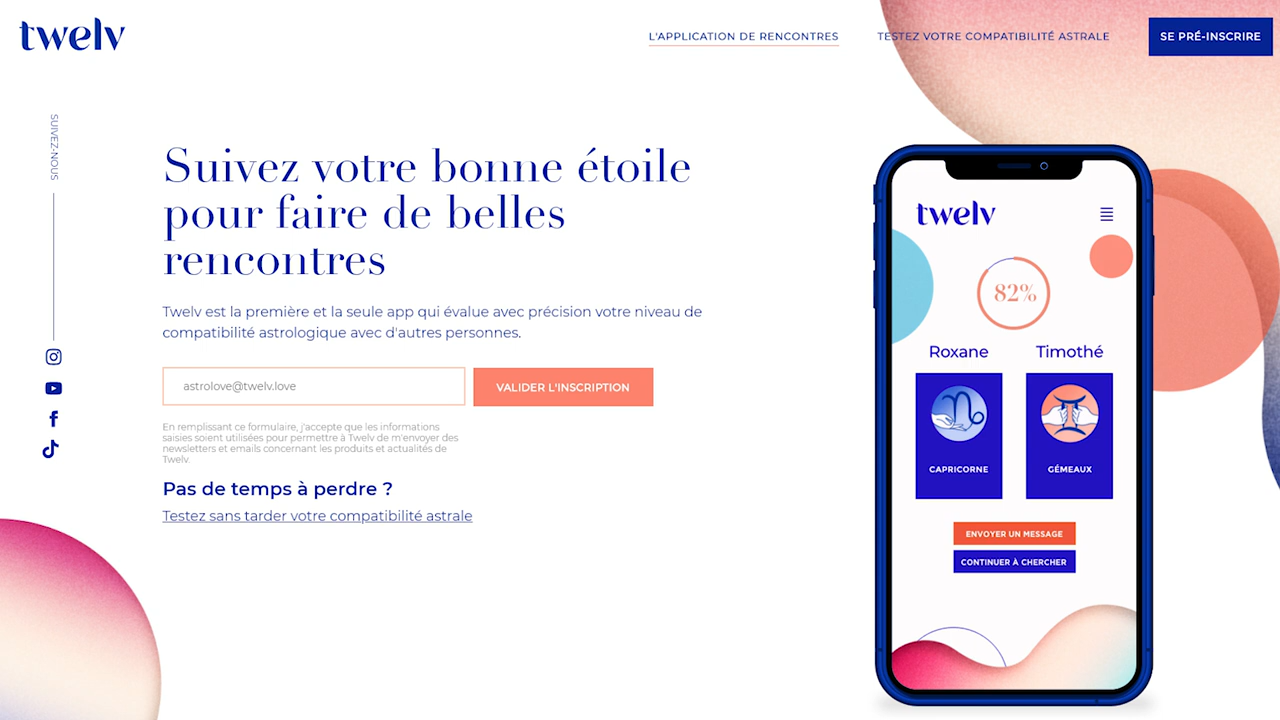 twelv
L'APPLICATION DE RENCONTRES
TESTEZ VOTRE COMPATIBILITÉ ASTRALE
SE PRÉ-INSCRIRE
SUIVEZ-NOUS
Suivez votre bonne étoile
pour faire de belles
rencontres
Twelv est la première et la seule app qui évalue avec précision votre niveau de
compatibilité astrologique avec d'autres personnes.
astrolove@twelv.love
VALIDER L'INSCRIPTION
En remplissant ce formulaire, j'accepte que les informations
saisies soient utilisées pour permettre à Twelv de m'envoyer des
newsletters et emails concernant les produits et actualités de
Twelv.
Pas de temps à perdre ?
Testez sans tarder votre compatibilité astrale
twelv
82%
Roxane
Timothé
CAPRICORNE
GÉMEAUX
ENVOYER UN MESSAGE
CONTINUER À CHERCHER